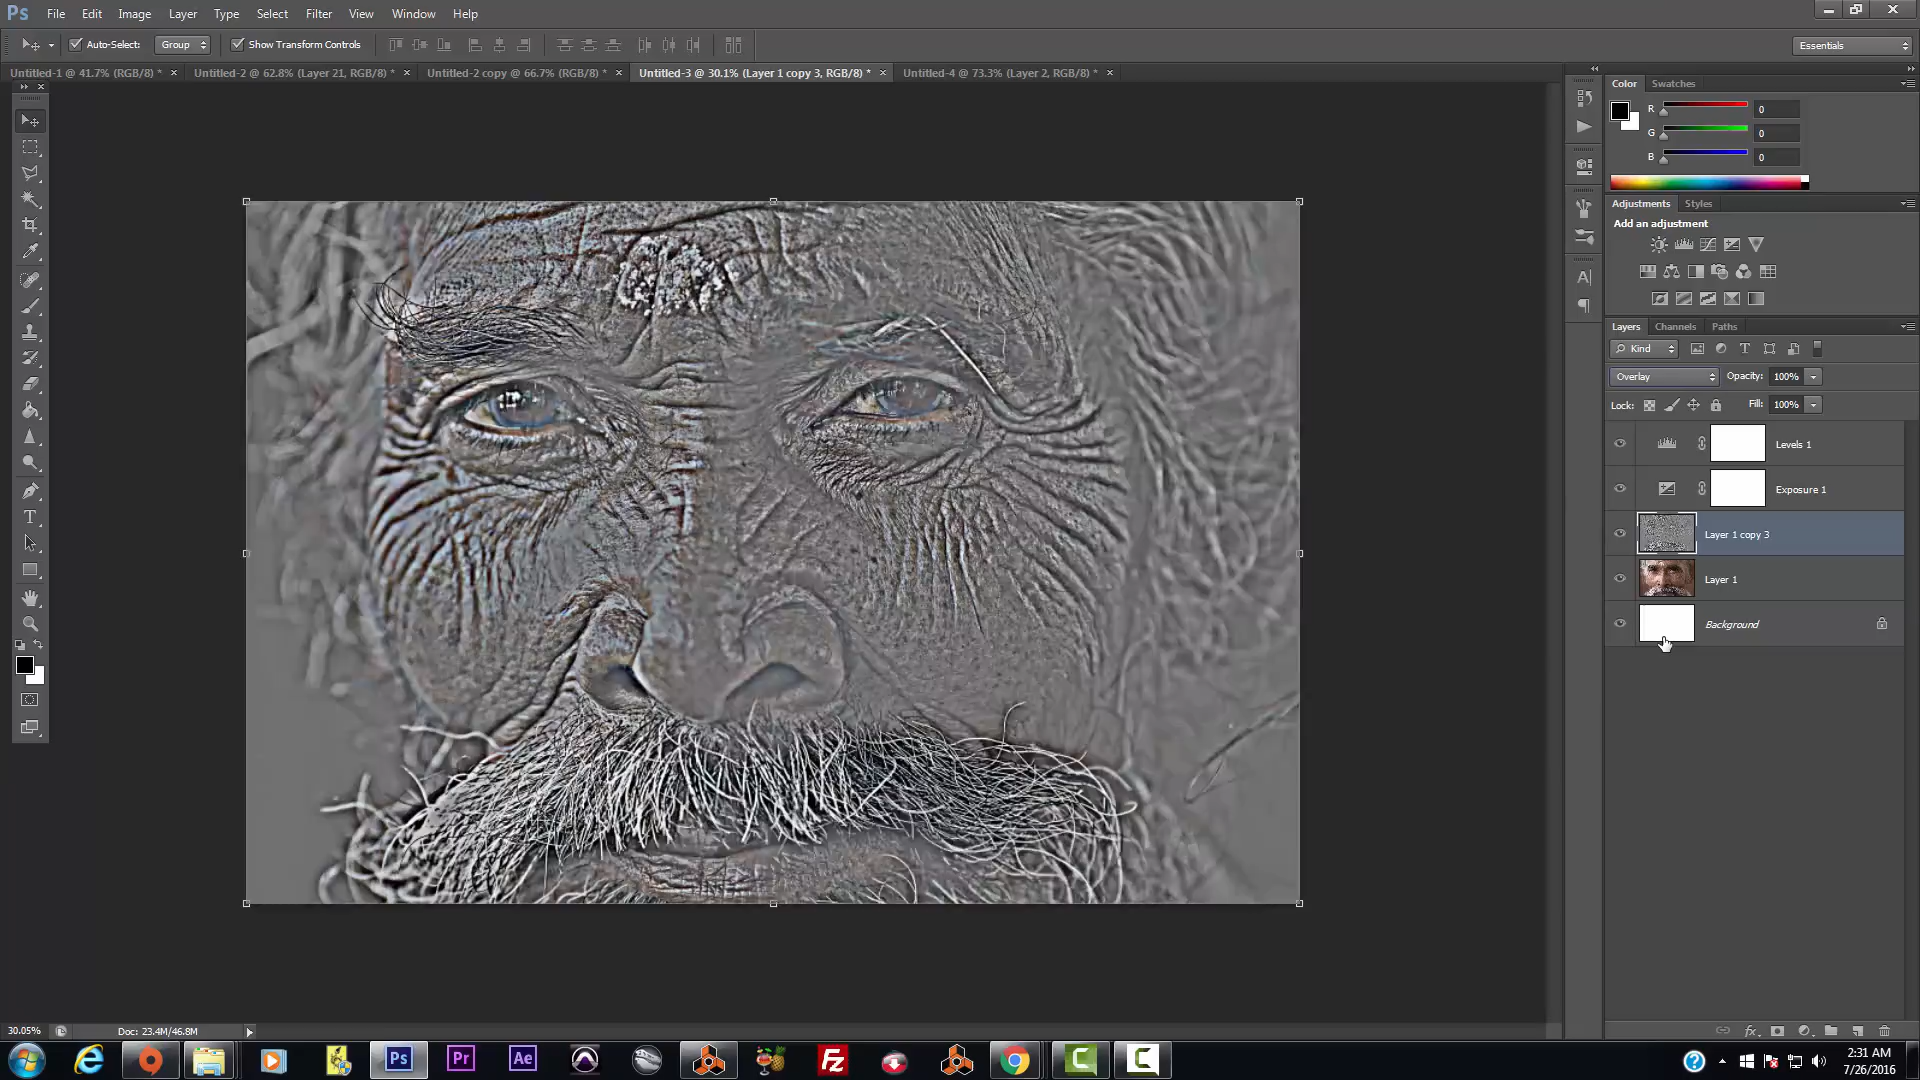 Ps File Edit Image Layer Type Select Filter View Window Help
Auto-Select: Group Show Transform Controls Essentials
Untitled-1 @ 41.7% (RGB/8) * Untitled-2 @ 62.8% (Layer 21, RGB/8) * Untitled-2 copy @ 66.7% (RGB/8) * Untitled-3 @ 30.1% (Layer 1 copy 3, RGB/8) * Untitled-4 @ 73.3% (Layer 2, RGB/8) *
Color Swatches
R 0
G 0
B 0
Adjustments Styles
Add an adjustment
Layers Channels Paths
Kind
Overlay Opacity: 100%
Lock: Fill: 100%
Levels 1
Exposure 1
Layer 1 copy 3
Layer 1
Background
30.05% Doc: 23.4M/46.8M
Ps Pr Ae Fz
2:31 AM
7/26/2016